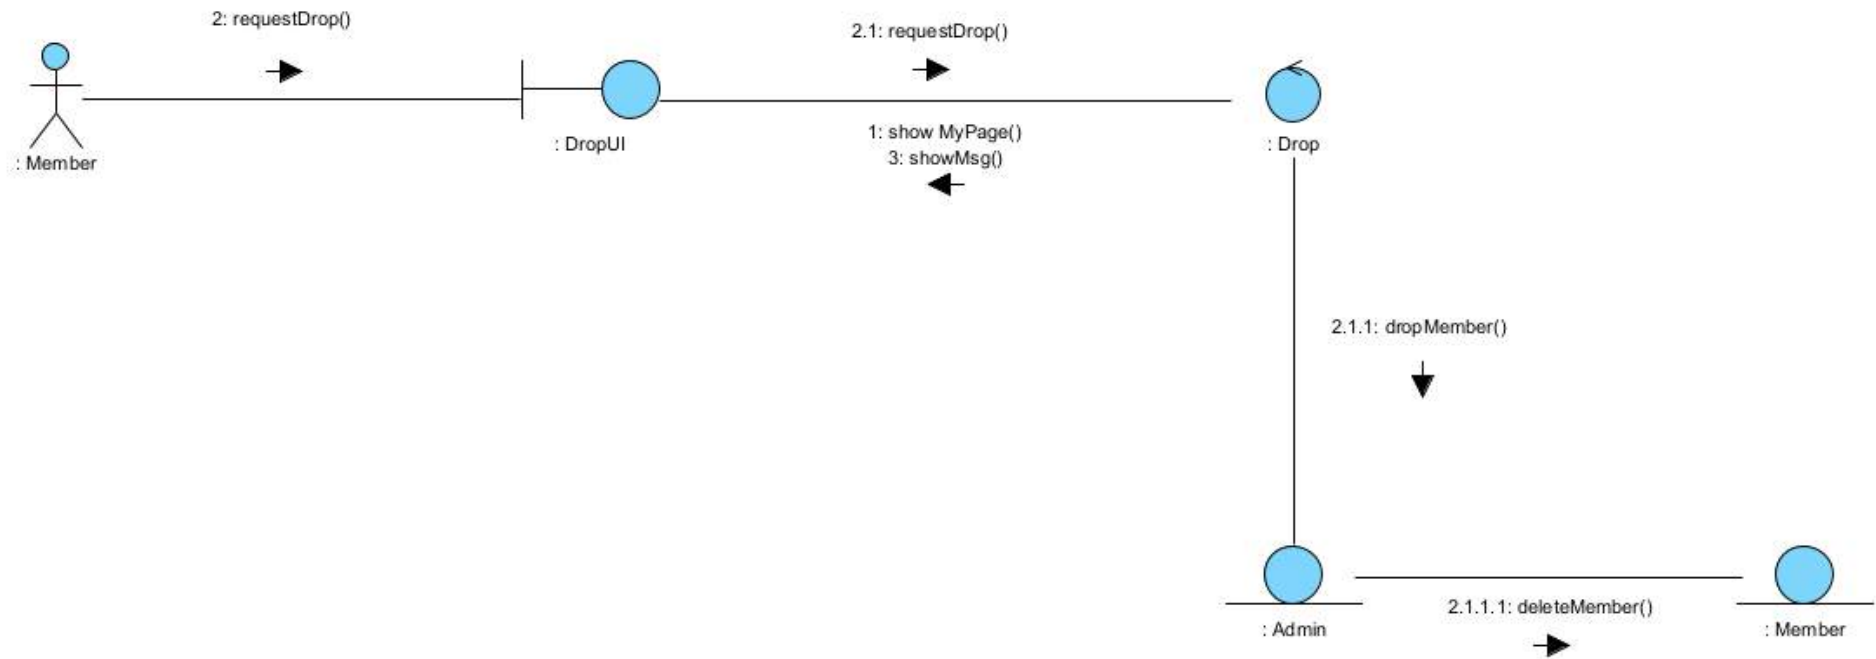 2: requestDrop()
2.1: requestDrop()
1: show MyPage()
3: showMsg()
: Member
: DropUI
: Drop
2.1.1: dropMember()
2.1.1.1: deleteMember()
: Admin
: Member